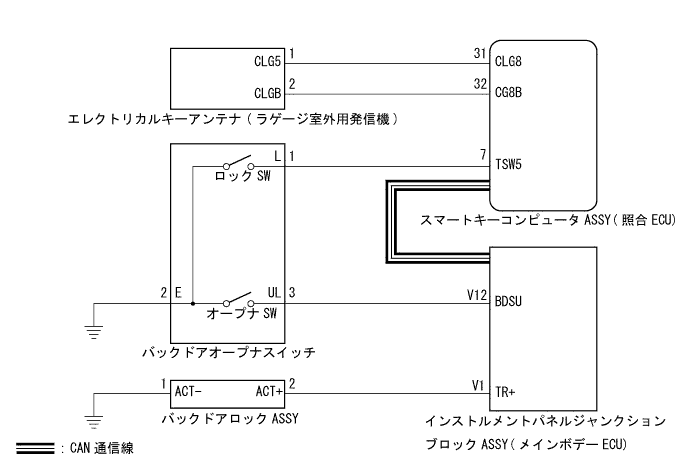 CLG5 1 31 CLG8
CLGB 2 32 CG8B
エレクトリカルキーアンテナ ( ラゲージ室外用発信機 )
L 1 7 TSW5
ロック SW
スマートキーコンピュータ ASSY( 照合 ECU)
2 E UL 3 V12 BDSU
オープナ SW
バックドアオープナスイッチ
1 ACT- ACT+ 2 V1 TR+
バックドアロック ASSY
インストルメントパネルジャンクション
ブロック ASSY( メインボデー ECU)
: CAN 通信線